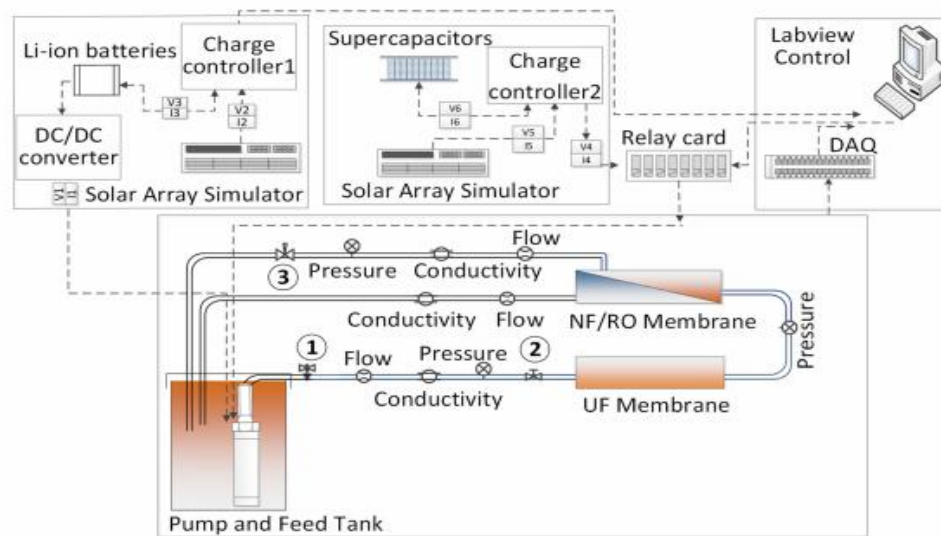 Li-ion batteries
Charge
controller1
V3
I3
V2
I2
DC/DC
converter
V1
I1
Solar Array Simulator
Supercapacitors
Charge
controller2
V6
I6
V5
I5
V4
I4
Solar Array Simulator
Relay card
Labview
Control
DAQ
Flow
3
Pressure
Conductivity
Conductivity
Flow
NF/RO Membrane
Pressure
1
Flow
Pressure
2
Conductivity
UF Membrane
Pump and Feed Tank